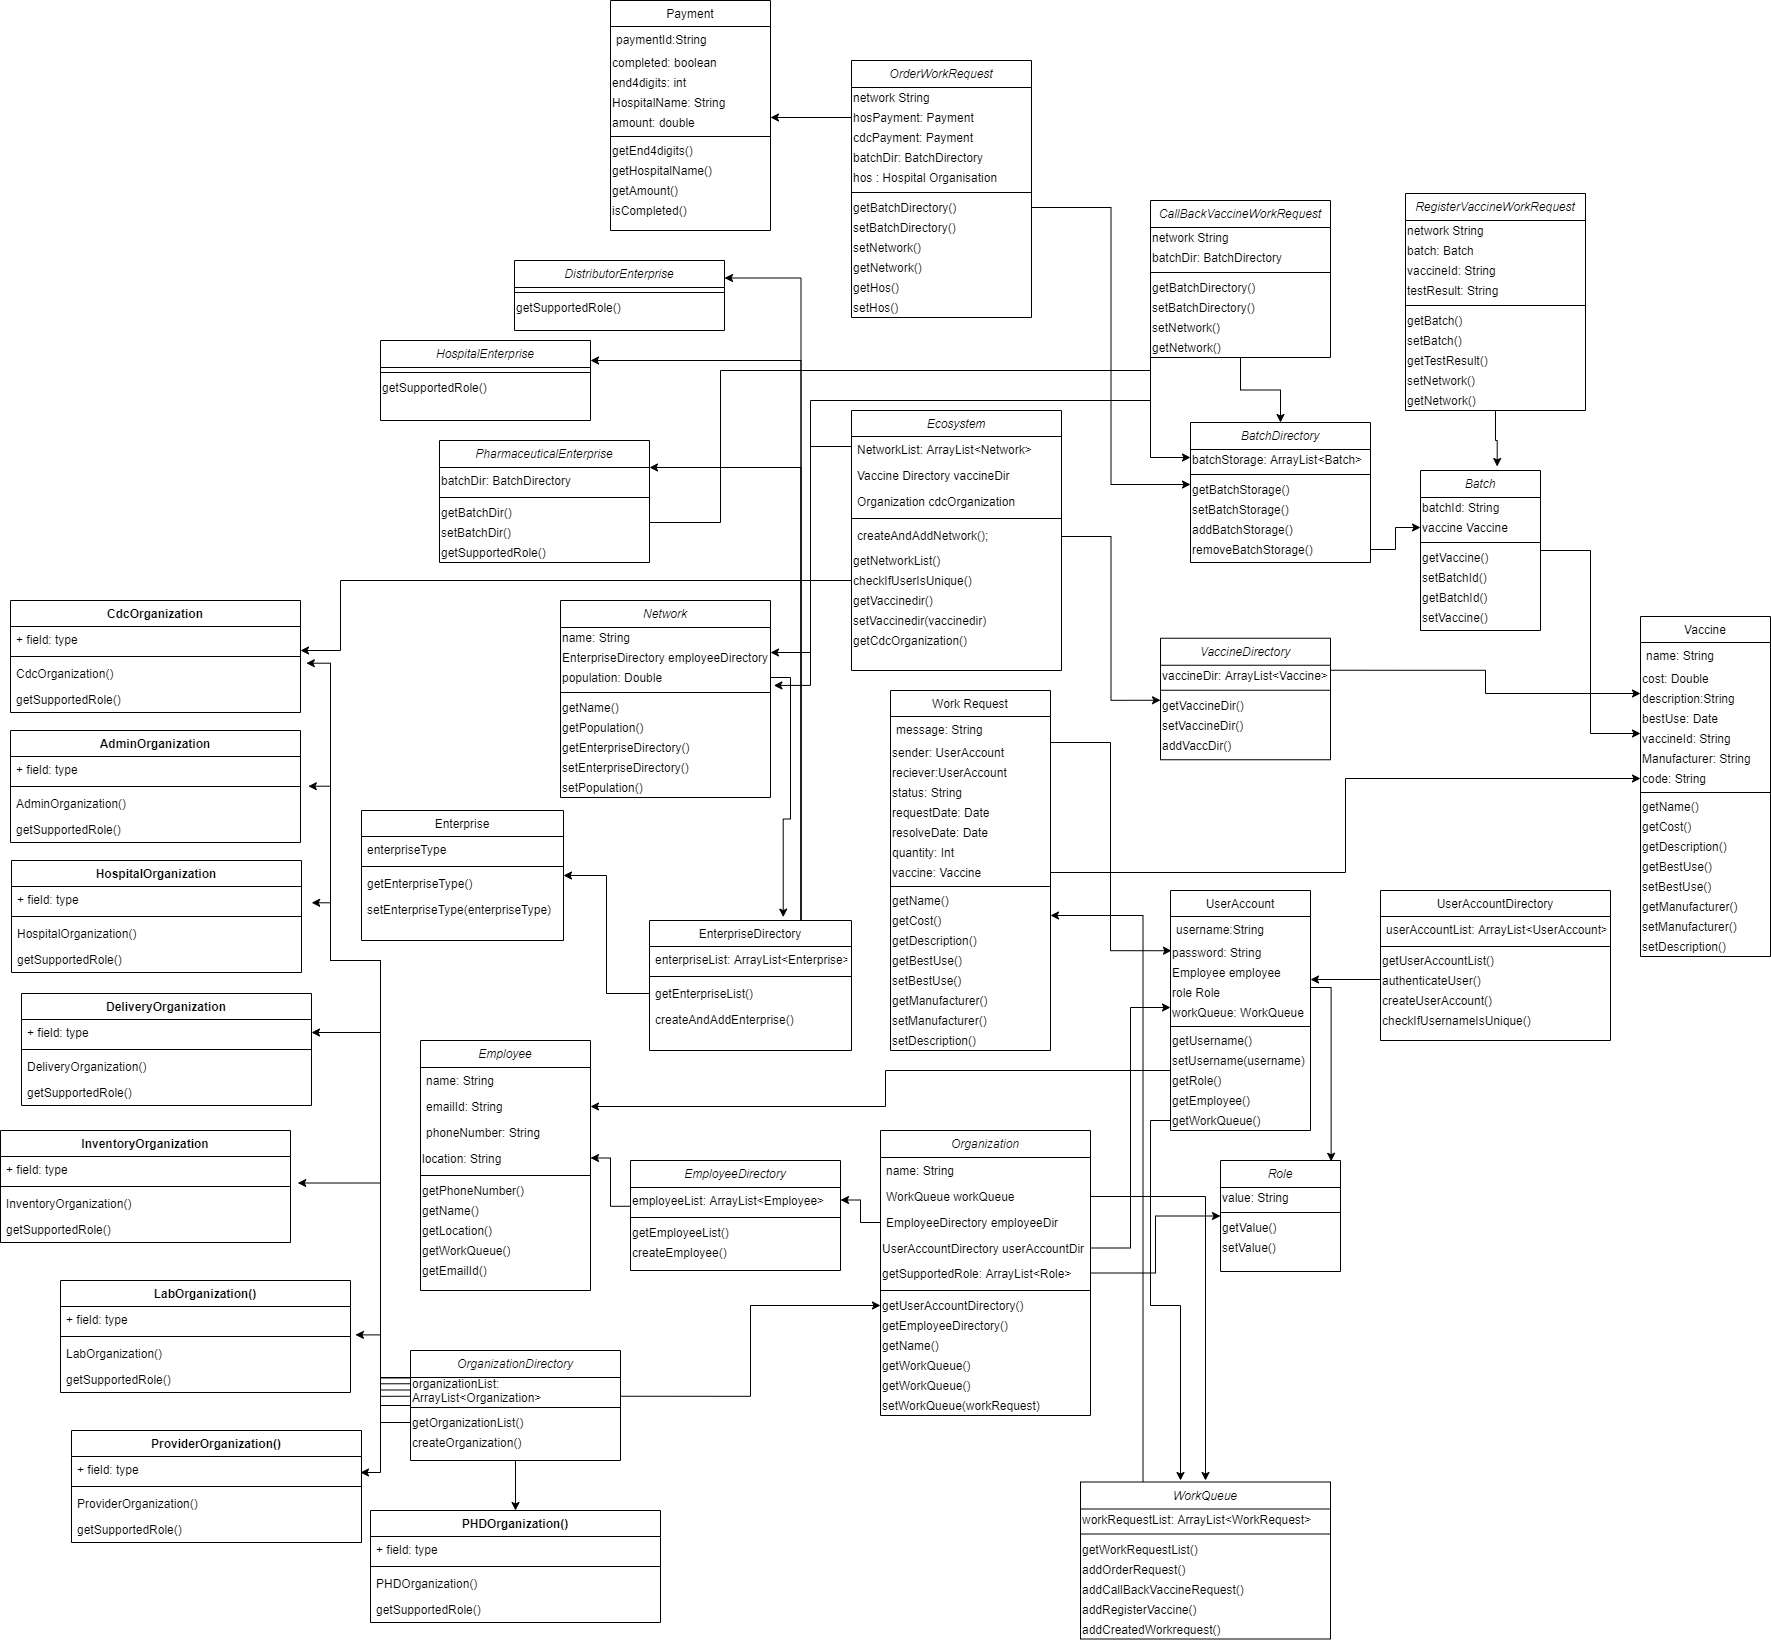 Payment
paymentId:String
completed: boolean
end4digits: int
HospitalName: String
amount: double
getEnd4digits()
getHospitalName()
getAmount()
isCompleted()
OrderWorkRequest
network String
hosPayment: Payment
cdcPayment: Payment
batchDir: BatchDirectory
hos : Hospital Organisation
getBatchDirectory()
setBatchDirectory()
setNetwork()
getNetwork()
getHos()
setHos()
CallBackVaccineWorkRequest
network String
batchDir: BatchDirectory
getBatchDirectory()
setBatchDirectory()
setNetwork()
getNetwork()
RegisterVaccineWorkRequest
network String
batch: Batch
vaccineId: String
testResult: String
getBatch()
setBatch()
getTestResult()
setNetwork()
getNetwork()
DistributorEnterprise
getSupportedRole()
HospitalEnterprise
getSupportedRole()
PharmaceuticalEnterprise
batchDir: BatchDirectory
getBatchDir()
setBatchDir()
getSupportedRole()
Ecosystem
NetworkList: ArrayList<Network>
Vaccine Directory vaccineDir
Organization cdcOrganization
createAndAddNetwork();
getNetworkList()
checkIfUserIsUnique()
getVaccinedir()
setVaccinedir(vaccinedir)
getCdcOrganization()
BatchDirectory
batchStorage: ArrayList<Batch>
getBatchStorage()
setBatchStorage()
addBatchStorage()
removeBatchStorage()
Batch
batchId: String
vaccine Vaccine
getVaccine()
setBatchId()
getBatchId()
setVaccine()
CdcOrganization
+ field: type
CdcOrganization()
getSupportedRole()
Network
name: String
EnterpriseDirectory employeeDirectory
population: Double
getName()
getPopulation()
getEnterpriseDirectory()
setEnterpriseDirectory()
setPopulation()
VaccineDirectory
vaccineDir: ArrayList<Vaccine>
getVaccineDir()
setVaccineDir()
addVaccDir()
Vaccine
name: String
cost: Double
description:String
bestUse: Date
vaccineId: String
Manufacturer: String
code: String
getName()
getCost()
getDescription()
getBestUse()
setBestUse()
getManufacturer()
setManufacturer()
setDescription()
Work Request
message: String
sender: UserAccount
reciever:UserAccount
status: String
requestDate: Date
resolveDate: Date
quantity: Int
vaccine: Vaccine
getName()
getCost()
getDescription()
getBestUse()
setBestUse()
getManufacturer()
setManufacturer()
setDescription()
AdminOrganization
+ field: type
AdminOrganization()
getSupportedRole()
Enterprise
enterpriseType
getEnterpriseType()
setEnterpriseType(enterpriseType)
HospitalOrganization
+ field: type
HospitalOrganization()
getSupportedRole()
EnterpriseDirectory
enterpriseList: ArrayList<Enterprise>
getEnterpriseList()
createAndAddEnterprise()
UserAccount
username:String
password: String
Employee employee
role Role
workQueue: WorkQueue
getUsername()
setUsername(username)
getRole()
getEmployee()
getWorkQueue()
UserAccountDirectory
userAccountList: ArrayList<UserAccount>
getUserAccountList()
authenticateUser()
createUserAccount()
checkIfUsernameIsUnique()
DeliveryOrganization
+ field: type
DeliveryOrganization()
getSupportedRole()
Employee
name: String
emailId: String
phoneNumber: String
location: String
getPhoneNumber()
getName()
getLocation()
getWorkQueue()
getEmailId()
InventoryOrganization
+ field: type
InventoryOrganization()
getSupportedRole()
EmployeeDirectory
employeeList: ArrayList<Employee>
getEmployeeList()
createEmployee()
Organization
name: String
WorkQueue workQueue
EmployeeDirectory employeeDir
UserAccountDirectory userAccountDir
getSupportedRole: ArrayList<Role>
getUserAccountDirectory()
getEmployeeDirectory()
getName()
getWorkQueue()
getWorkQueue()
setWorkQueue(workRequest)
Role
value: String
getValue()
setValue()
LabOrganization()
+ field: type
LabOrganization()
getSupportedRole()
OrganizationDirectory
organizationList:
ArrayList<Organization>
getOrganizationList()
createOrganization()
ProviderOrganization()
+ field: type
ProviderOrganization()
getSupportedRole()
PHDOrganization()
+ field: type
PHDOrganization()
getSupportedRole()
WorkQueue
workRequestList: ArrayList<WorkRequest>
getWorkRequestList()
addOrderRequest()
addCallBackVaccineRequest()
addRegisterVaccine()
addCreatedWorkrequest()